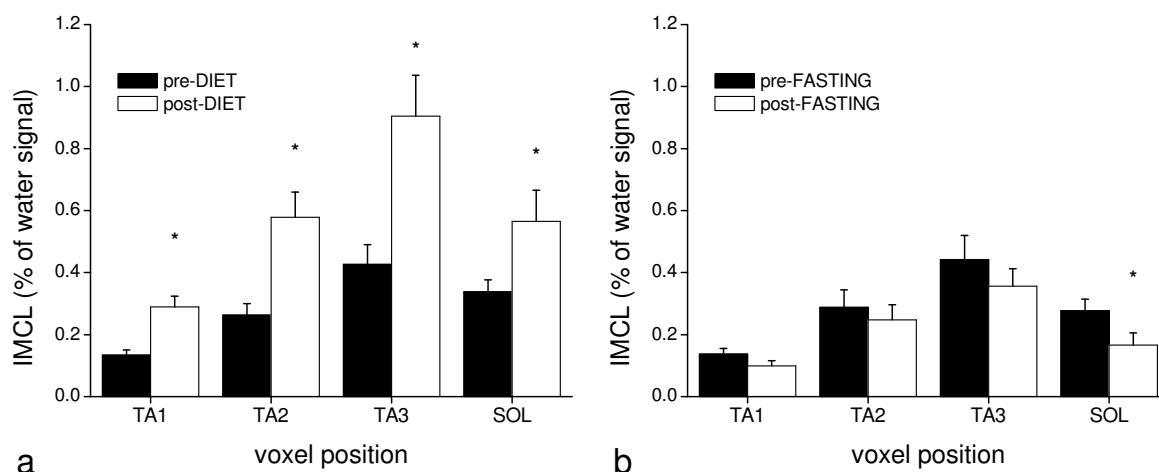 1.2
1.0
0.8
0.6
0.4
0.2
0.0
IMCL (% of water signal)
pre-DIET
post-DIET
*
*
*
*
TA1 TA2 TA3 SOL
voxel position
a
1.2
1.0
0.8
0.6
0.4
0.2
0.0
IMCL (% of water signal)
pre-FASTING
post-FASTING
*
TA1 TA2 TA3 SOL
voxel position
b